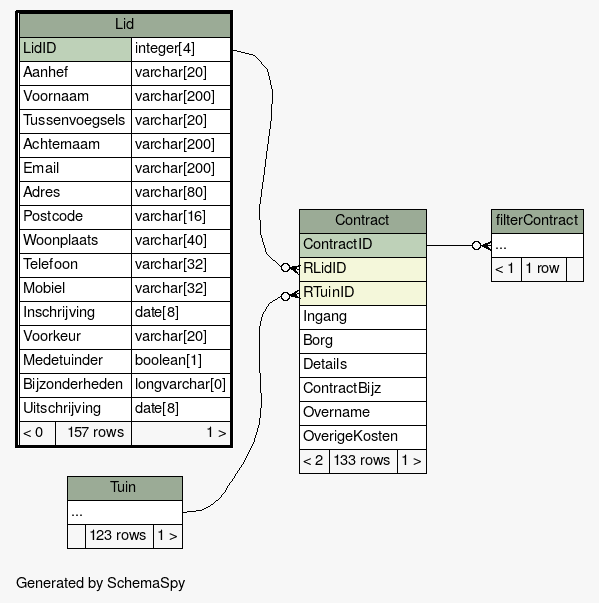 Lid
LidID integer[4]
Aanhef varchar[20]
Voornaam varchar[200]
Tussenvoegsels varchar[20]
Achternaam varchar[200]
Email varchar[200]
Adres varchar[80]
Postcode varchar[16]
Woonplaats varchar[40]
Telefoon varchar[32]
Mobiel varchar[32]
Inschrijving date[8]
Voorkeur varchar[20]
Medetuinder boolean[1]
Bijzonderheden longvarchar[0]
Uitschrijving date[8]
< 0 157 rows 1 >
Contract
ContractID
RLidID
RTuinID
Ingang
Borg
Details
ContractBijz
Overname
OverigeKosten
< 2 133 rows 1 >
filterContract
...
< 1 1 row
Tuin
...
123 rows 1 >
Generated by SchemaSpy